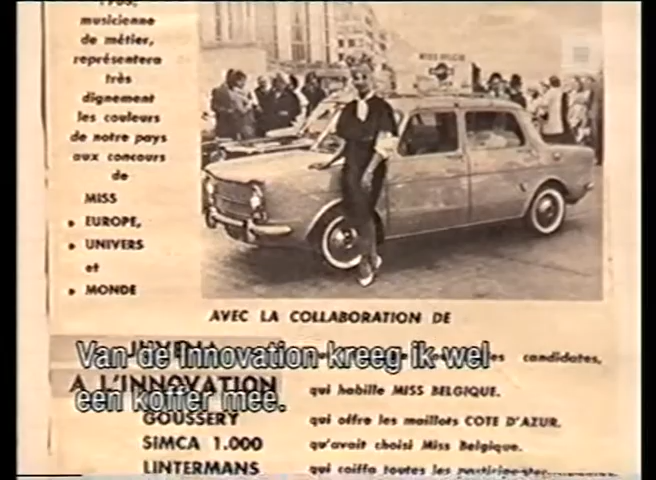 musicienne
de métier,
représentera
très
dignement
les couleurs
de notre pays
aux concours
de
MISS
• EUROPE,
• UNIVERS
et
• MONDE
MISS BELGIE
AVEC LA COLLABORATION DE
candidates,
A L'INNOVATION qui habille MISS BELGIQUE.
GOUSSERY qui offre les maillots COTE D'AZUR.
SIMCA 1.000 qu'avait choisi Miss Belgique.
LINTERMANS qui coiffa toutes les
Van de Innovation kreeg ik wel
een koffer mee.